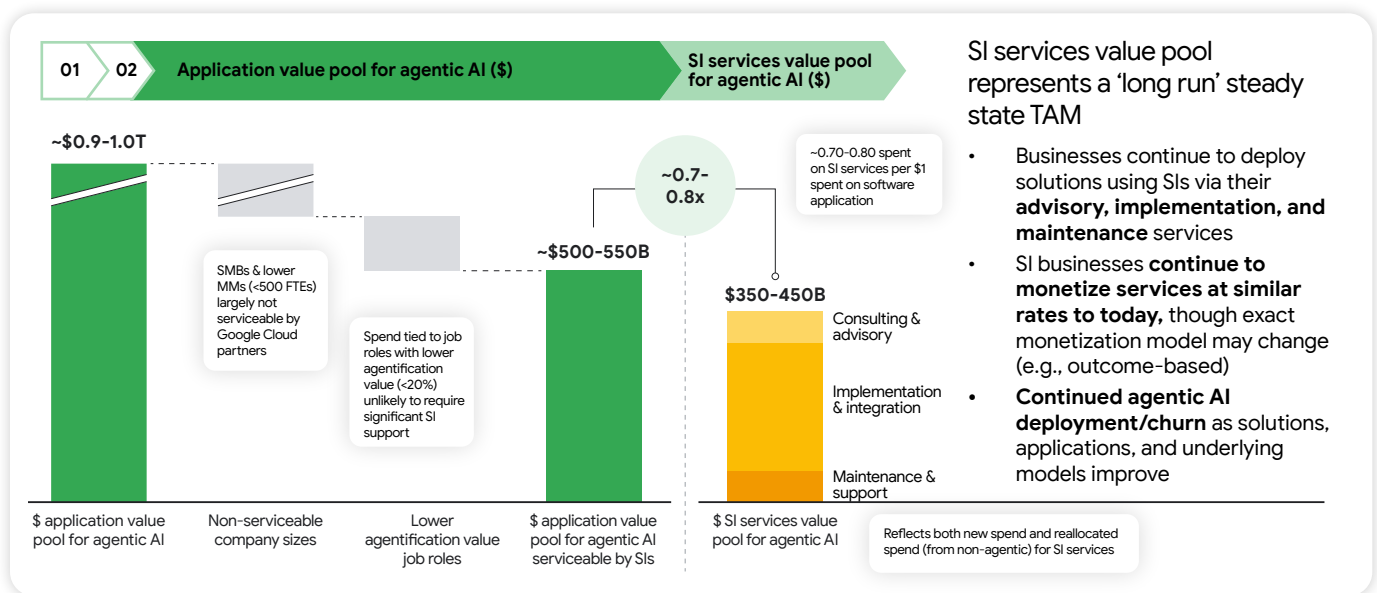 01
02
Application value pool for agentic AI ($)
SI services value pool
for agentic AI ($)
~$0.9-1.0T
SMBs & lower
MMs (<500 FTEs)
largely not
serviceable by
Google Cloud
partners
Spend tied to job
roles with lower
agentification
value (<20%)
unlikely to require
significant SI
support
~$500-550B
~0.7-
0.8x
~0.70-0.80 spent
on SI services per $1
spent on software
application
$350-450B
Consulting &
advisory
Implementation
& integration
Maintenance &
support
$ application value
pool for agentic AI
Non-serviceable
company sizes
Lower
agentification value
job roles
$ application value
pool for agentic AI
serviceable by SIs
$ SI services value
pool for agentic AI
Reflects both new spend and reallocated
spend (from non-agentic) for SI services
SI services value pool
represents a ‘long run’ steady
state TAM
• Businesses continue to deploy
solutions using SIs via their
advisory, implementation, and
maintenance services
• SI businesses continue to
monetize services at similar
rates to today, though exact
monetization model may change
(e.g., outcome-based)
• Continued agentic AI
deployment/churn as solutions,
applications, and underlying
models improve